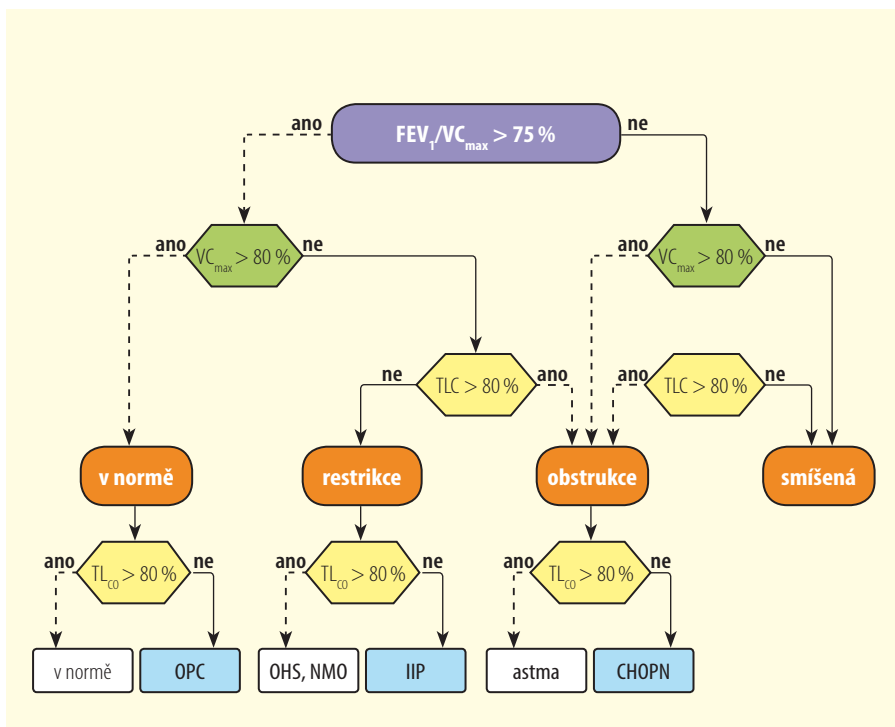 ano
FEV₁/VCmax > 75 %
ne
ano
VCmax > 80 %
ne
ano
VCmax > 80 %
ne
ne
TLC > 80 %
ano
ano
TLC > 80 %
ne
v normě
restrikce
obstrukce
smíšená
ano
TLCO > 80 %
ne
ano
TLCO > 80 %
ne
ano
TLCO > 80 %
ne
v normě
OPC
OHS, NMO
IIP
astma
CHOPN